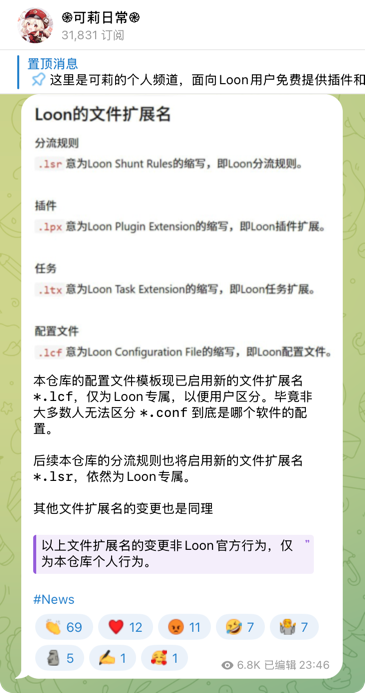 ֎可莉日常֎
31,831 订阅
置顶消息
这里是可莉的个人频道，面向Loon用户免费提供插件和
Loon的文件扩展名
分流规则
.lsr 意为Loon Shunt Rules的缩写，即Loon分流规则。
插件
.lpx 意为Loon Plugin Extension的缩写，即Loon插件扩展。
任务
.ltx 意为Loon Task Extension的缩写，即Loon任务扩展。
配置文件
.lcf 意为Loon Configuration File的缩写，即Loon配置文件。
本仓库的配置文件模板现已启用新的文件扩展名
*.lcf，仅为Loon专属，以便用户区分。毕竟非
大多数人无法区分 *.conf 到底是哪个软件的配
置。
后续本仓库的分流规则也将启用新的文件扩展名
*.lsr，依然为Loon专属。
其他文件扩展名的变更也是同理
以上文件扩展名的变更非Loon官方行为，仅
为本仓库个人行为。
#News
69 12 11 7 7
5 1 1 6.8K 已编辑 23:46